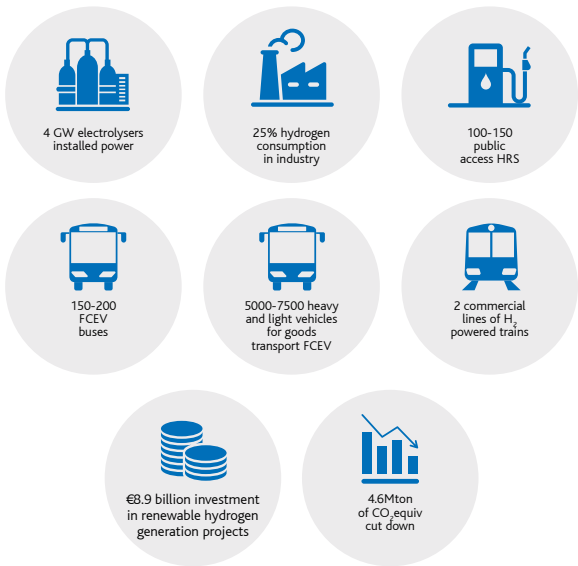 4 GW electrolysers
installed power
25% hydrogen
consumption
in industry
100-150
public
access HRS
150-200
FCEV
buses
5000-7500 heavy
and light vehicles
for goods
transport FCEV
2 commercial
lines of H₂
powered trains
€8.9 billion investment
in renewable hydrogen
generation projects
4.6Mton
of CO₂equiv
cut down